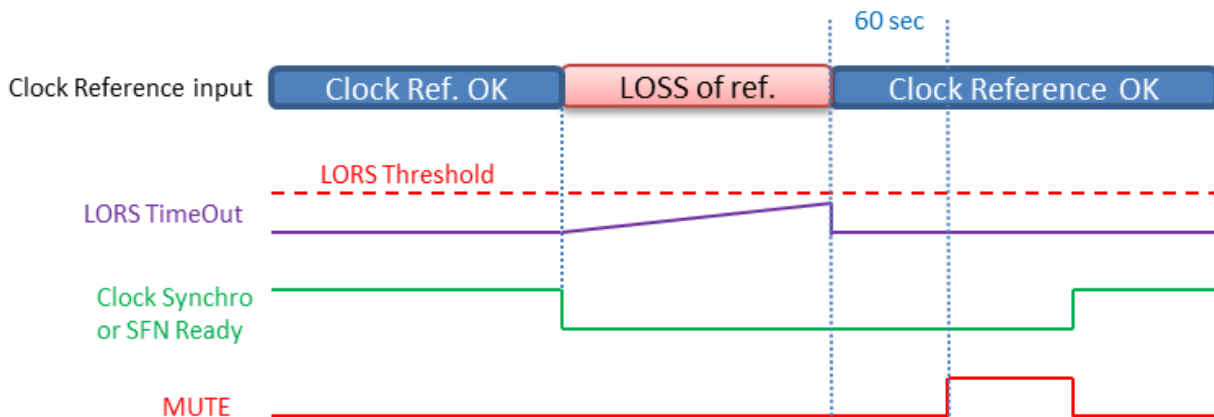 60 sec
Clock Reference input
Clock Ref. OK
LOSS of ref.
Clock Reference OK
LORS Threshold
LORS TimeOut
Clock Synchro
or SFN Ready
MUTE